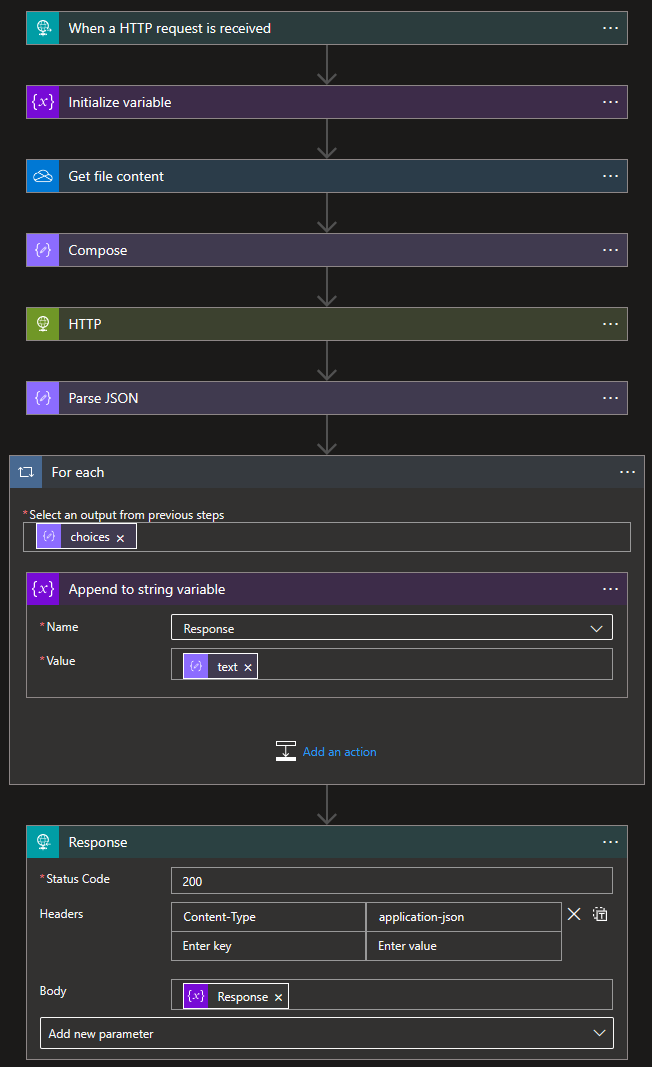 When a HTTP request is received
{x} Initialize variable
Get file content
Compose
HTTP
Parse JSON
For each
*Select an output from previous steps
choices ×
{x} Append to string variable
*Name Response
*Value text ×
Add an action
Response
*Status Code 200
Headers Content-Type application-json
Enter key Enter value
Body {x} Response ×
Add new parameter